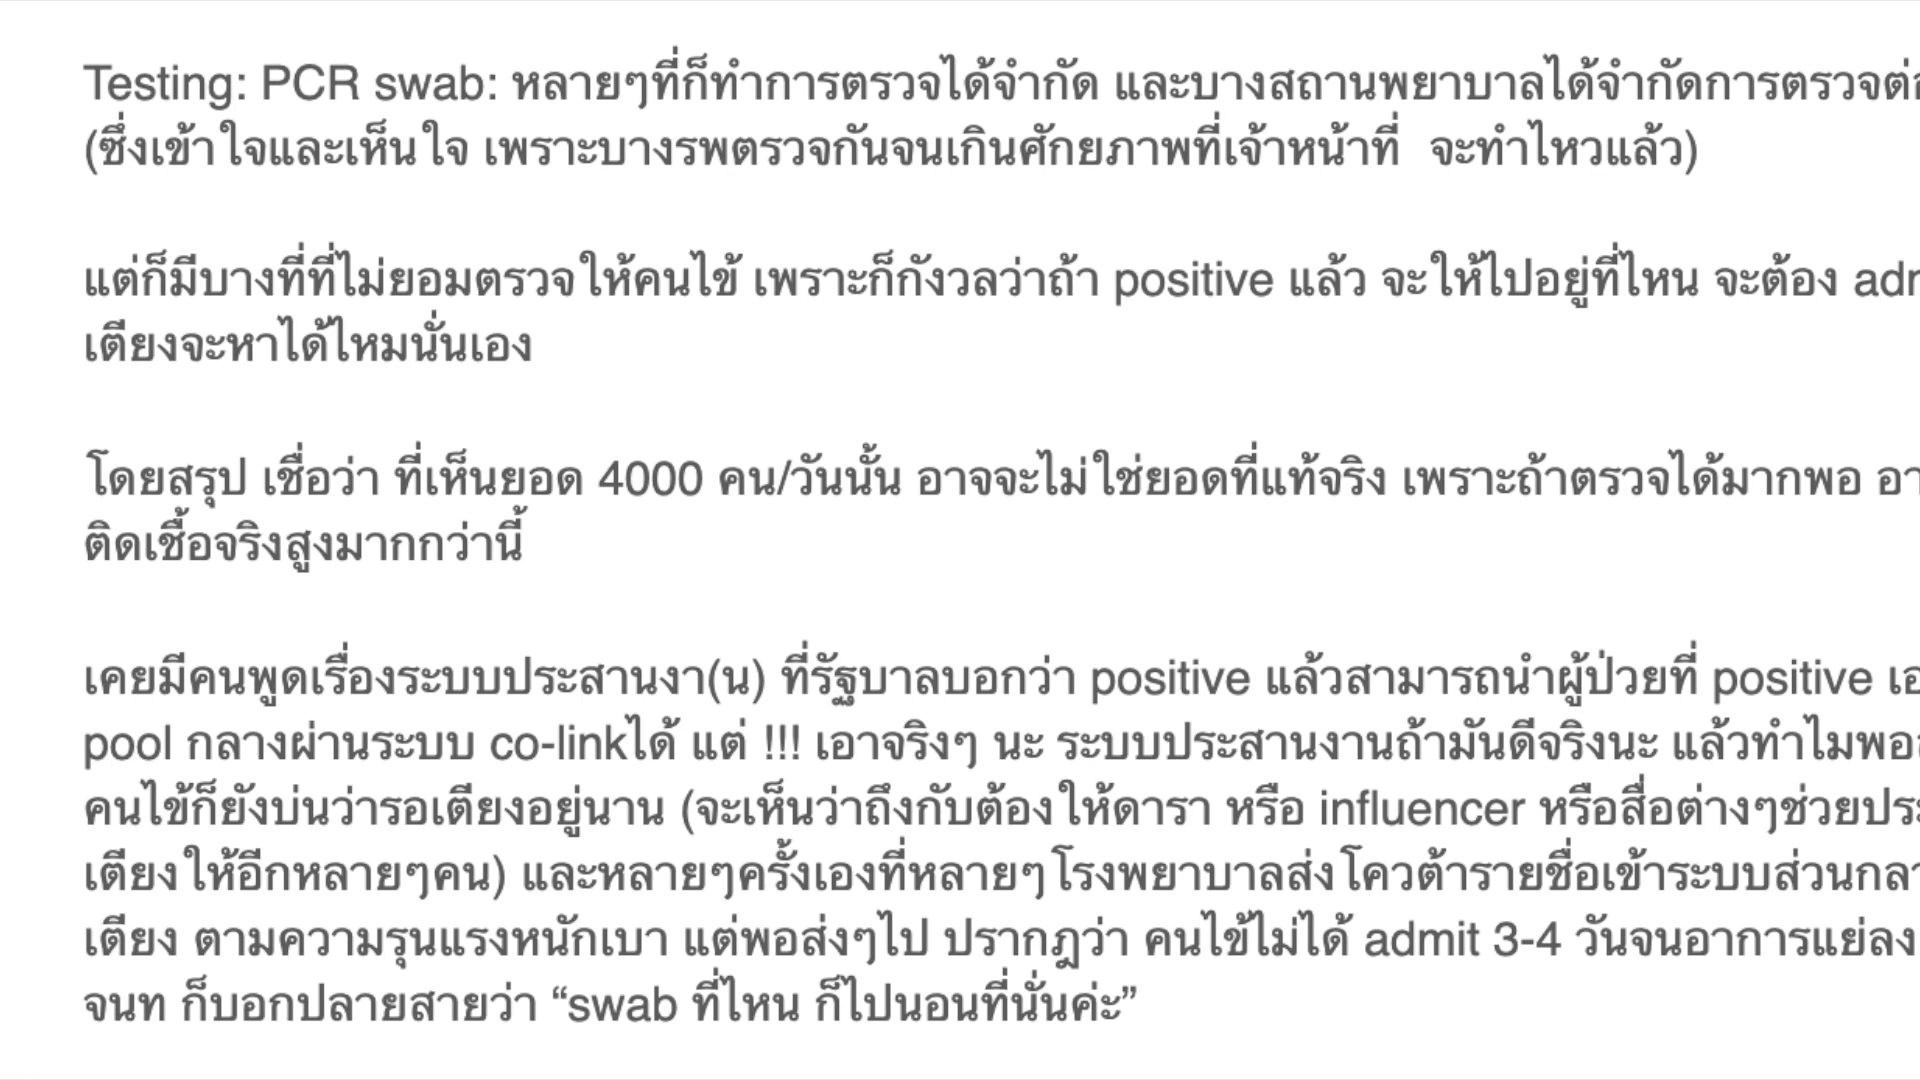 Testing: PCR swab: หลายๆที่ก็ทำการตรวจได้จำกัด และบางสถานพยาบาลได้จำกัดการตรวจต่อ
(ซึ่งเข้าใจและเห็นใจ เพราะบางรพตรวจกันจนเกินศักยภาพที่เจ้าหน้าที่ จะทำไหวแล้ว)
แต่ก็มีบางที่ที่ไม่ยอมตรวจให้คนไข้ เพราะก็กังวลว่าถ้า positive แล้ว จะให้ไปอยู่ที่ไหน จะต้อง
เตียงจะหาได้ไหมนั่นเอง
โดยสรุป เชื่อว่า ที่เห็นยอด 4000 คน/วันนั้น อาจจะไม่ใช่ยอดที่แท้จริง เพราะถ้าตรวจได้มากพอ
ติดเชื้อจริงสูงมากกว่านี้
เคยมีคนพูดเรื่องระบบประสานงา(น) ที่รัฐบาลบอกว่า positive แล้วสามารถนำผู้ป่วยที่ positive
pool กลางผ่านระบบ co-linkได้ แต่ !!! เอาจริงๆ นะ ระบบประสานงานถ้ามันดีจริงนะ แล้วทำไม
คนไข้ก็ยังบ่นว่ารอเตียงอยู่นาน (จะเห็นว่าถึงกับต้องให้ดารา หรือ influencer หรือสื่อต่างๆช่วย
เตียงให้อีกหลายๆคน) และหลายๆครั้งเองที่หลายๆโรงพยาบาลส่งโควต้ารายชื่อเข้าระบบ
เตียง ตามความรุนแรงหนักเบา แต่พอส่งๆไป ปรากฎว่า คนไข้ไม่ได้ admit 3-4 วันจนอาการแย่ลง
จนท ก็บอกปลายสายว่า “swab ที่ไหน ก็ไปนอนที่นั่นค่ะ”